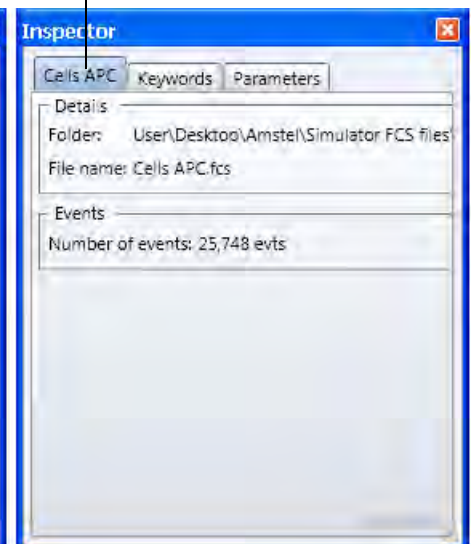 Inspector
Cells APC Keywords Parameters
Details
Folder: User\Desktop\Amstel\Simulator FCS files\
File name: Cells APC.fcs
Events
Number of events: 25,748 evts